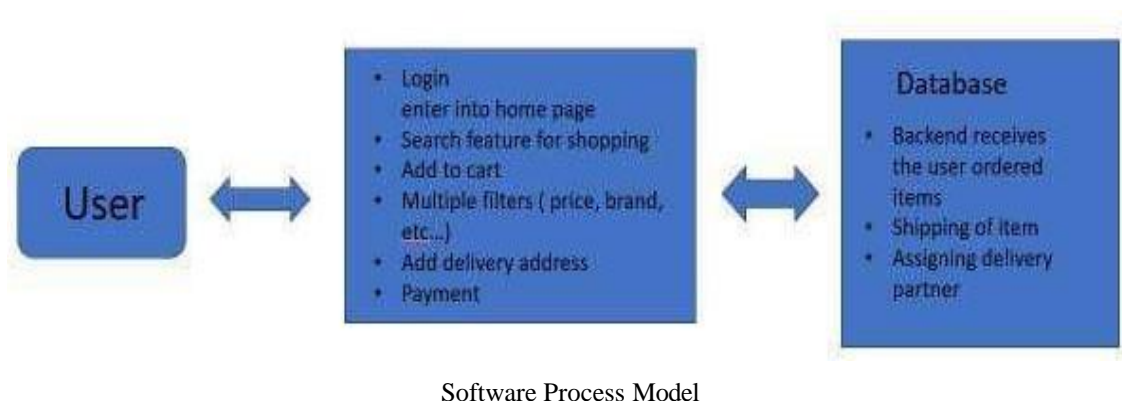 User
• Login
enter into home page
• Search feature for shopping
• Add to cart
• Multiple filters ( price, brand,
etc...)
• Add delivery address
• Payment
Database
• Backend receives
the user ordered
items
• Shipping of item
• Assigning delivery
partner
Software Process Model